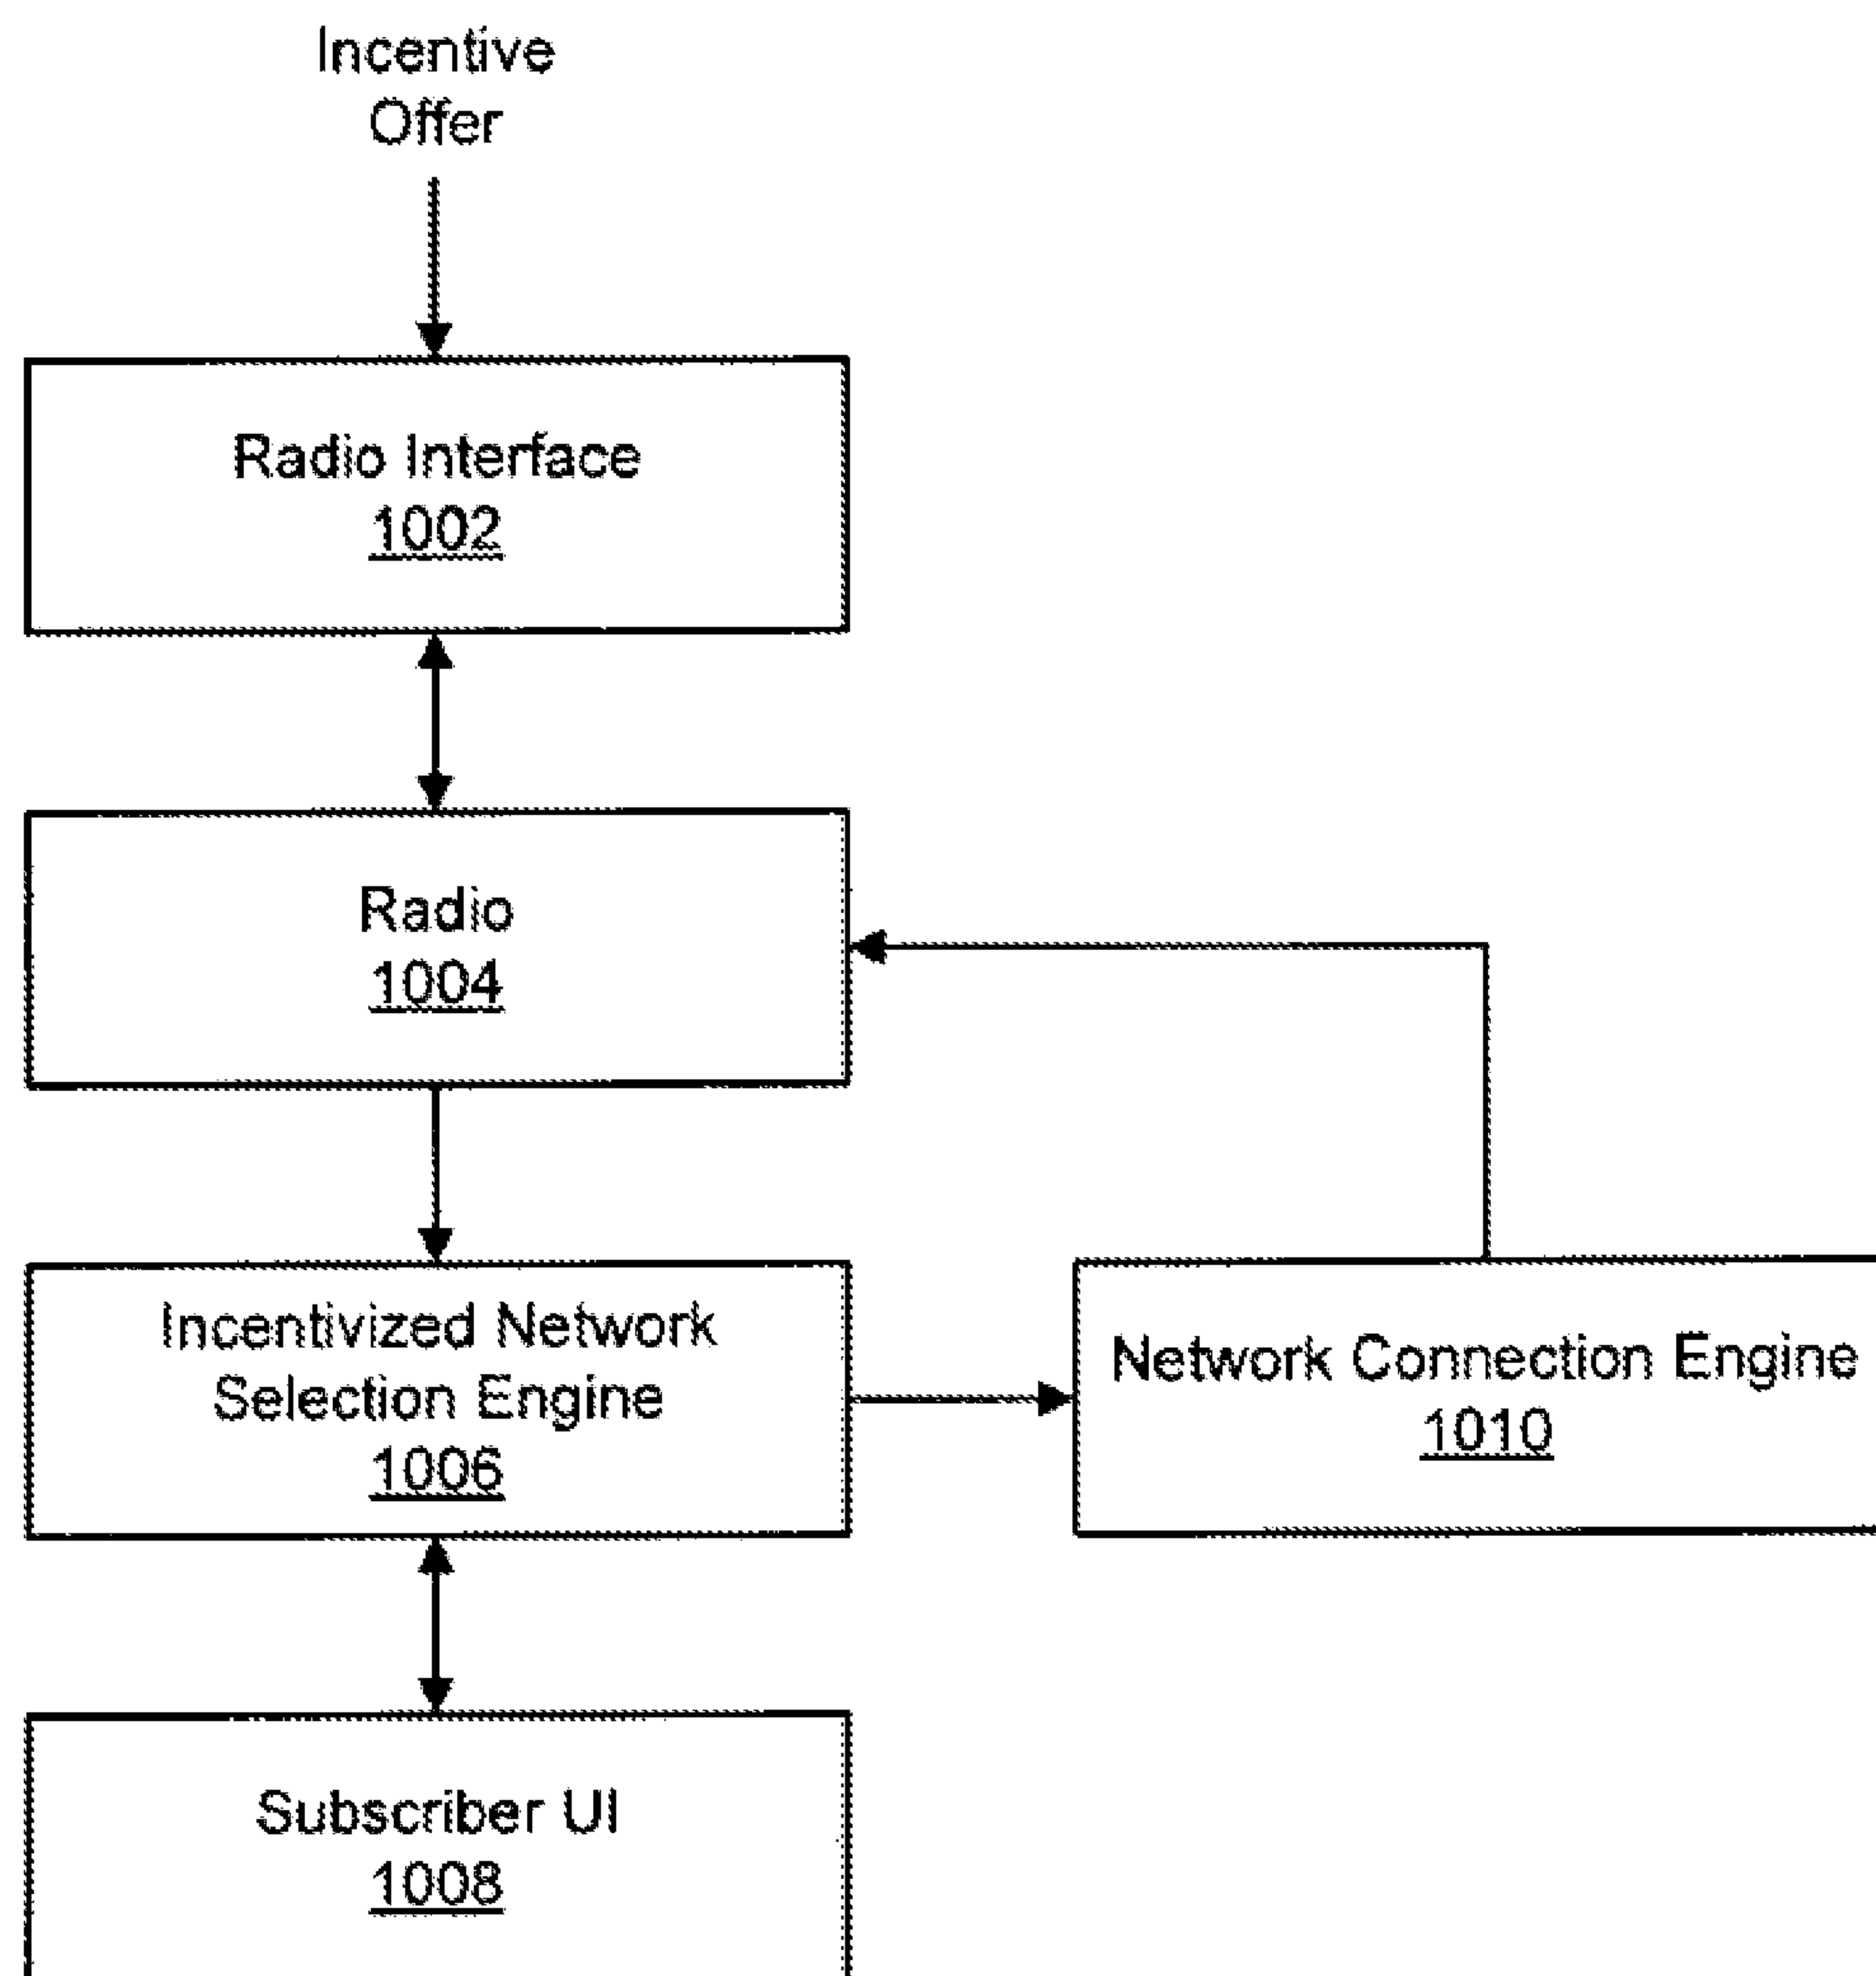 Incentive
Offer
Radio Interface
1002
Radio
1004
Incentivized Network
Selection Engine
1006
Network Connection Engine
1010
Subscriber UI
1008